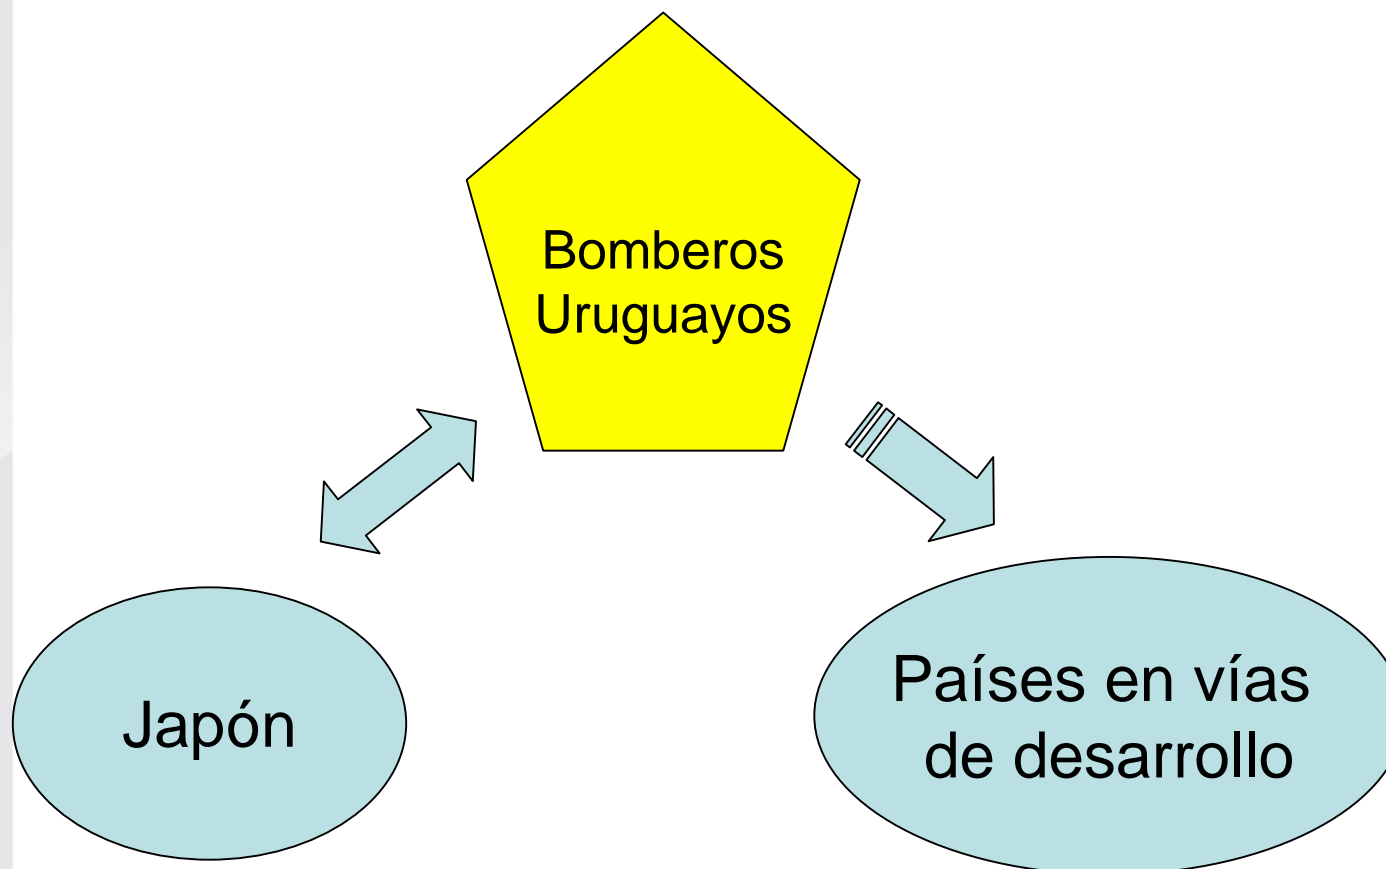 Bomberos
Uruguayos
Japón
Países en vías
de desarrollo